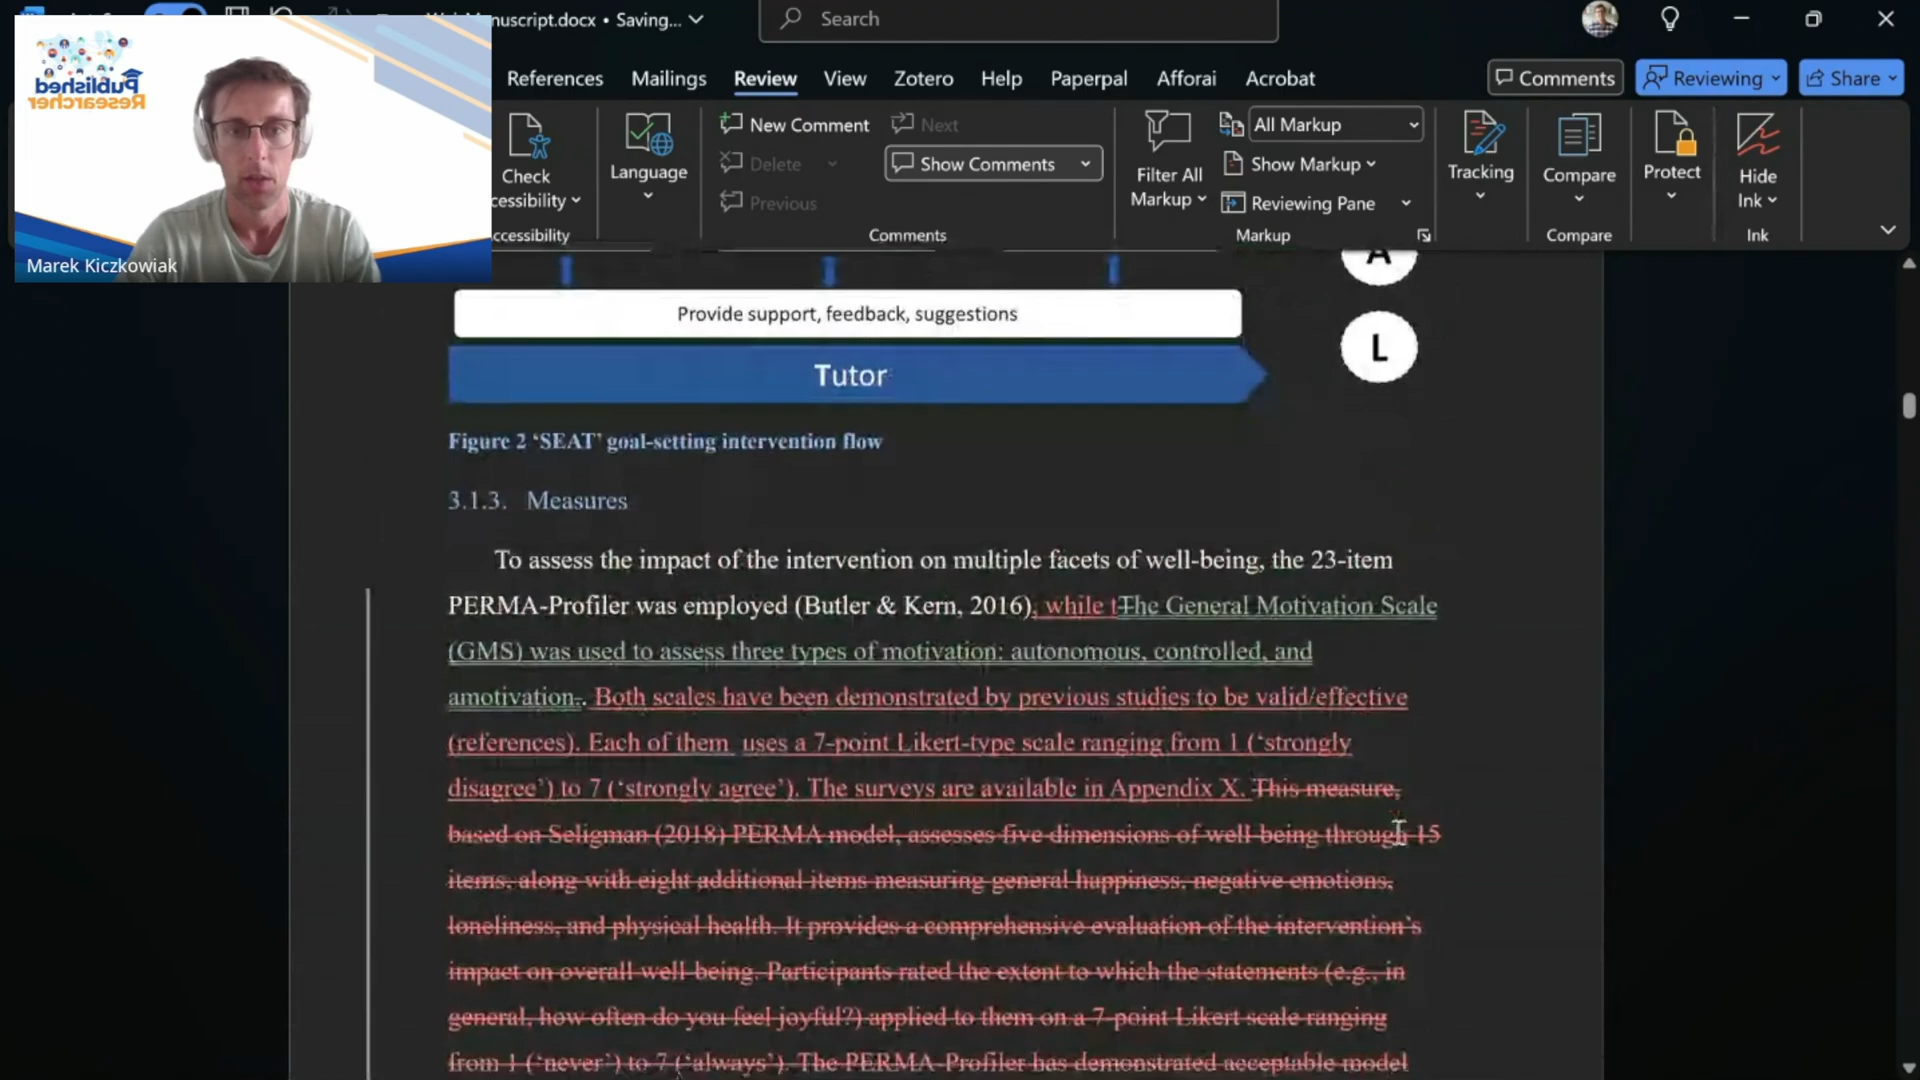 Manuscript.docx • Saving...
Search
Published
Researcher
Marek Kiczkowiak
References Mailings Review View Zotero Help Paperpal Afforai Acrobat
Comments Reviewing Share
Check
Accessibility
Language
New Comment Next
Delete Show Comments
Previous
Comments
Filter All
Markup
All Markup
Show Markup
Reviewing Pane
Markup
Tracking
Compare
Compare
Protect
Hide
Ink
Ink
A
Provide support, feedback, suggestions
L
Tutor
Figure 2 ‘SEAT’ goal-setting intervention flow
3.1.3. Measures
To assess the impact of the intervention on multiple facets of well-being, the 23-item
PERMA-Profiler was employed (Butler & Kern, 2016), while tThe General Motivation Scale
(GMS) was used to assess three types of motivation: autonomous, controlled, and
amotivation.. Both scales have been demonstrated by previous studies to be valid/effective
(references). Each of them uses a 7-point Likert-type scale ranging from 1 (‘strongly
disagree’) to 7 (‘strongly agree’). The surveys are available in Appendix X. This measure,
based on Seligman (2018) PERMA model, assesses five dimensions of well-being through 15
items, along with eight additional items measuring general happiness, negative emotions,
loneliness, and physical health. It provides a comprehensive evaluation of the intervention’s
impact on overall well-being. Participants rated the extent to which the statements (e.g., in
general, how often do you feel joyful?) applied to them on a 7-point Likert scale ranging
from 1 (‘never’) to 7 (‘always’). The PERMA-Profiler has demonstrated acceptable model